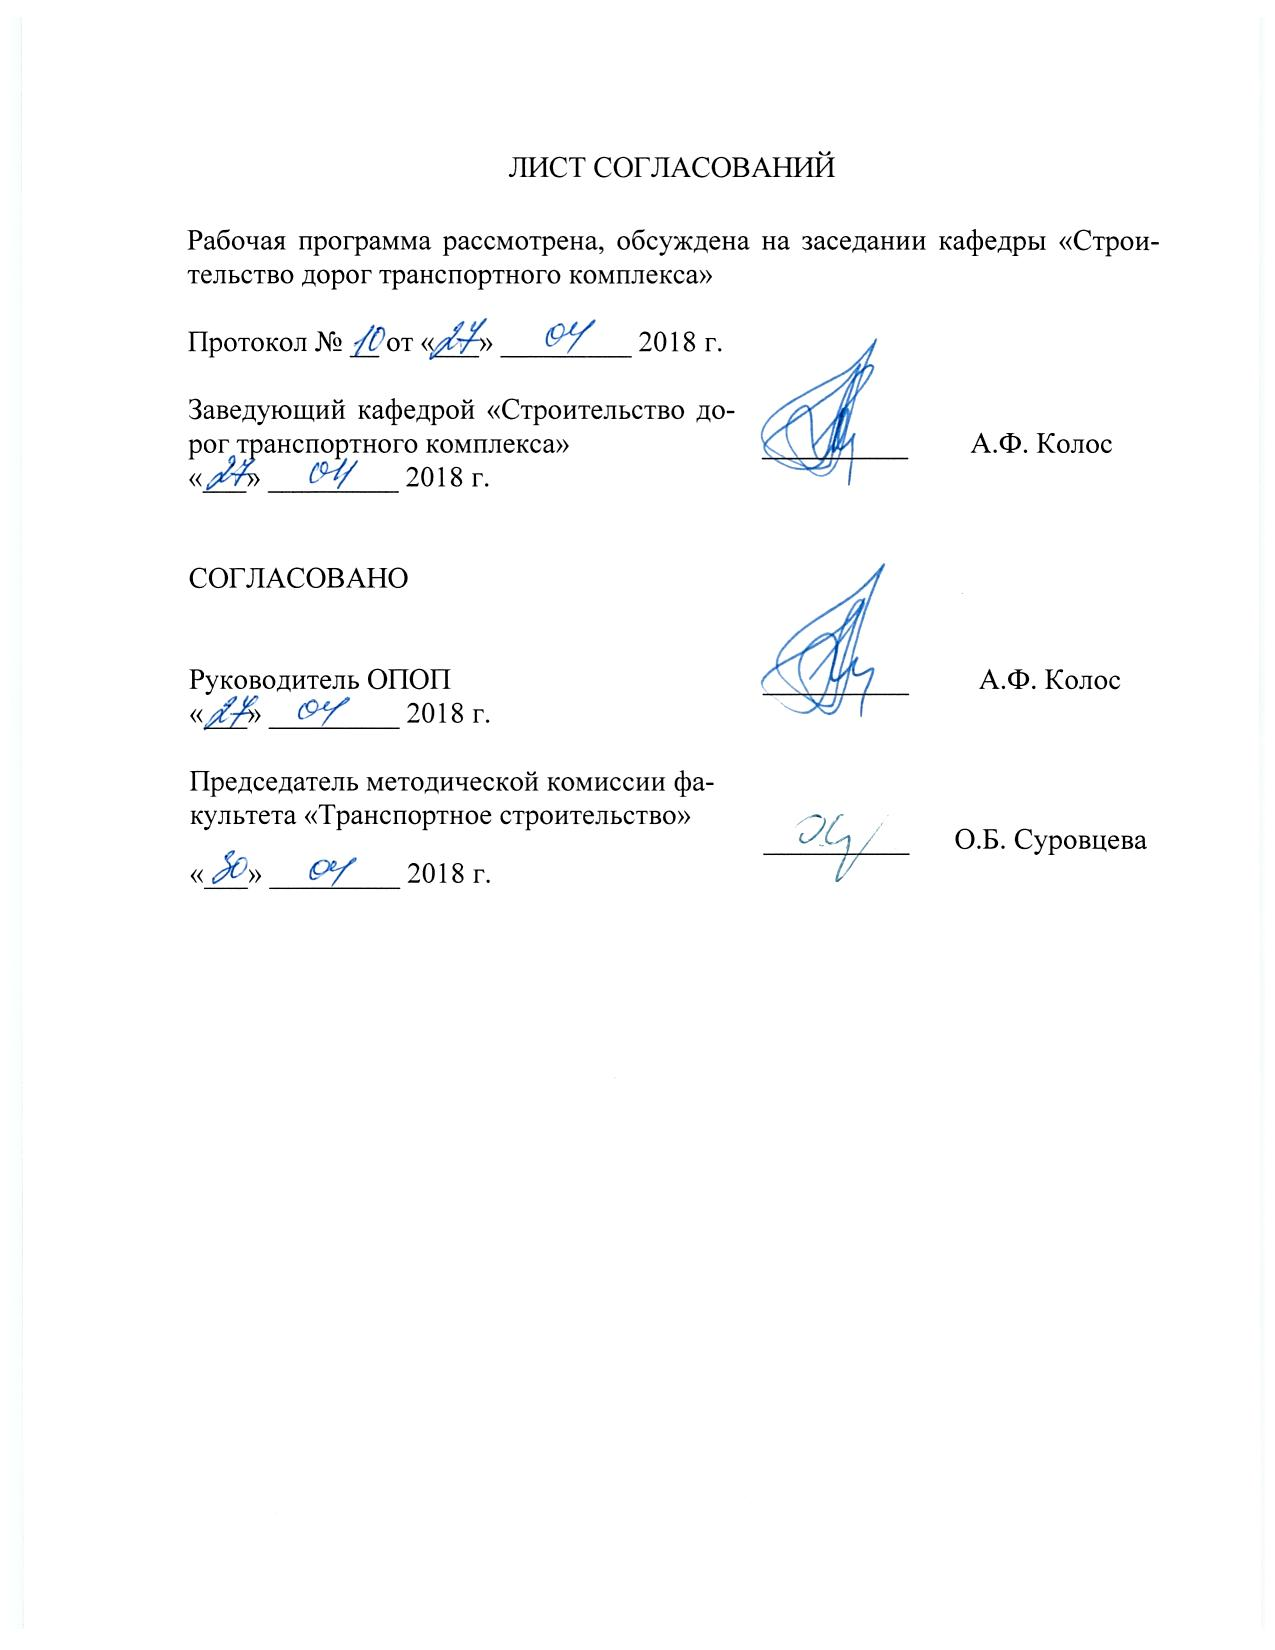 ЛИСТ СОГЛАСОВАНИЙ
Рабочая программа рассмотрена, обсуждена на заседании кафедры «Строи-
тельство дорог транспортного комплекса»
Протокол № 10 от «27» 04 2018 г.
Заведующий кафедрой «Строительство до-
рог транспортного комплекса» А.Ф. Колос
«27» 04 2018 г.
СОГЛАСОВАНО
Руководитель ОПОП А.Ф. Колос
«27» 04 2018 г.
Председатель методической комиссии фа-
культета «Транспортное строительство»
О.Б. Суровцева
«30» 04 2018 г.